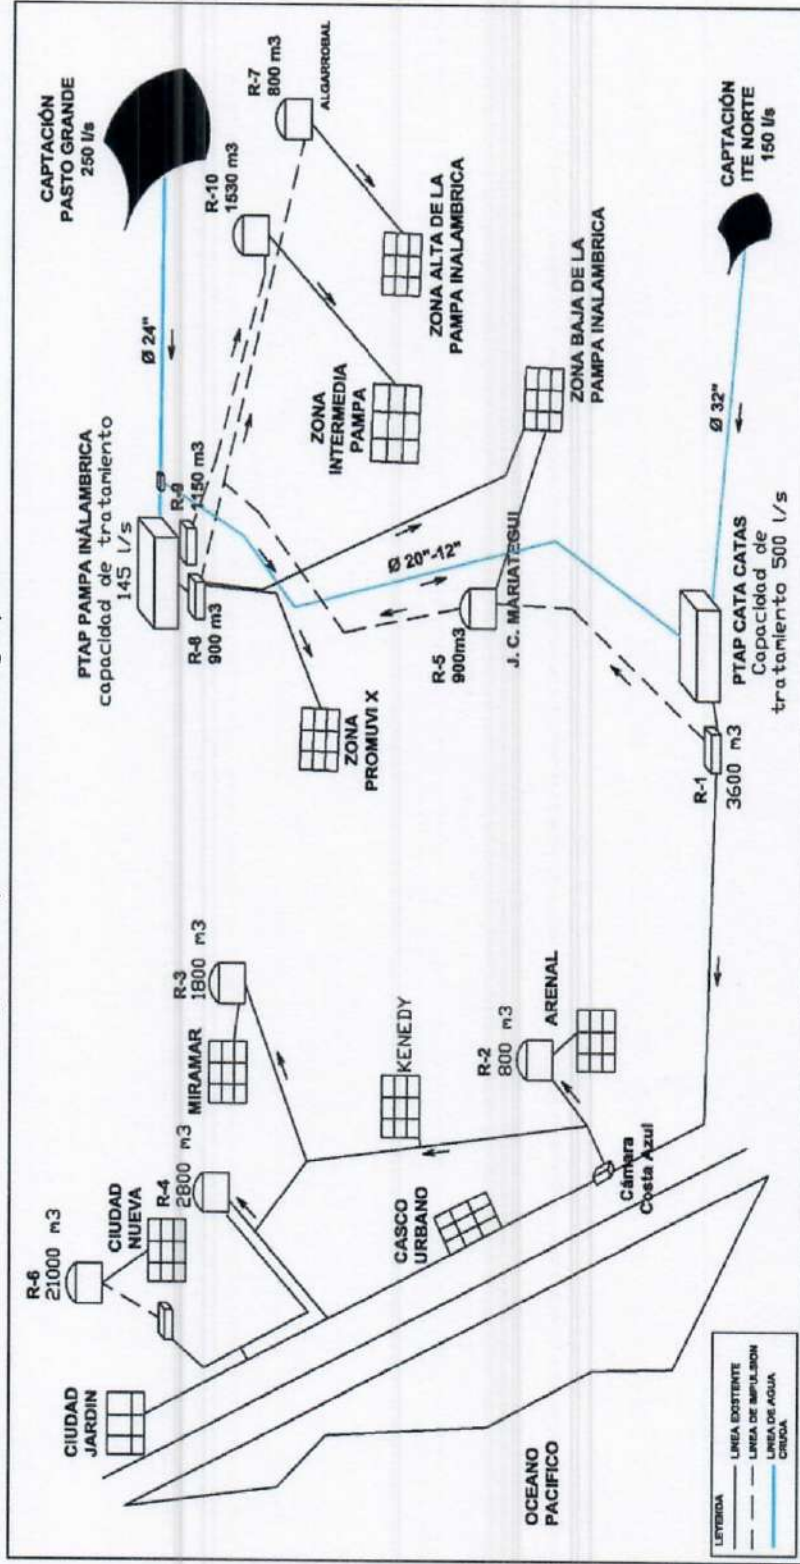 CAPTACIÓN
PASTO GRANDE
250 l/s
Ø 24"
PTAP PAMPA INALAMBRICA
capacidad de tratamiento
145 l/s
R-9
1150 m3
R-8
900 m3
R-10
1530 m3
R-7
800 m3
ALGARROBAL
ZONA ALTA DE LA
PAMPA INALAMBRICA
ZONA
INTERMEDIA
PAMPA
ZONA BAJA DE LA
PAMPA INALAMBRICA
ZONA
PROMUVI X
Ø 20"-12"
R-5
900m3
J. C. MARIATEGUI
CAPTACIÓN
ITE NORTE
150 l/s
Ø 32"
PTAP CATA CATAS
Capacidad de
tratamiento 500 l/s
R-1
3600 m3
R-6
21000 m3
CIUDAD
NUEVA
R-4
2800 m3
R-3
1800 m3
MIRAMAR
KENEDY
R-2
800 m3
ARENAL
Cámara
Costa Azul
CASCO
URBANO
CIUDAD
JARDIN
OCEANO
PACIFICO
LEYENDA
LINEA EXISTENTE
LINEA DE IMPULSION
LINEA DE AGUA
CRUDA